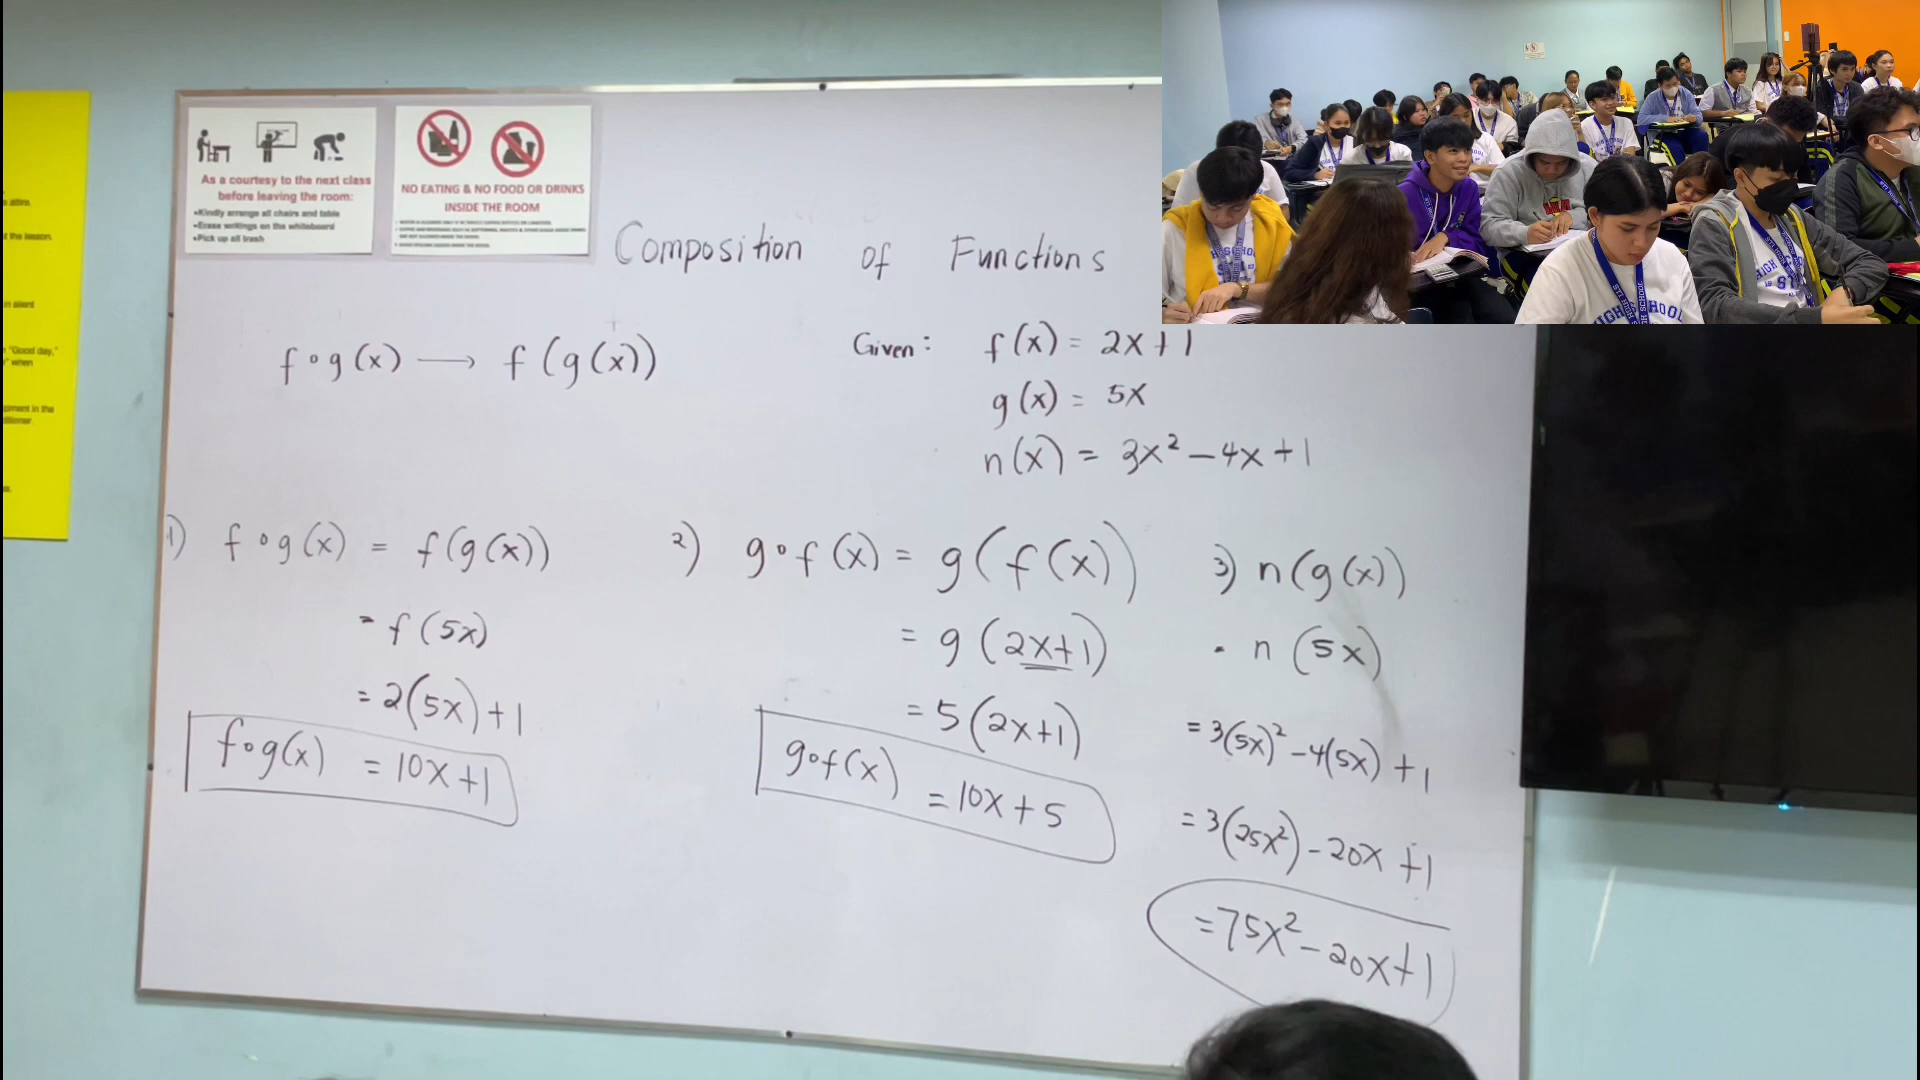 As a courtesy to the next class
before leaving the room:
•Kindly arrange all chairs and table
•Erase writings on the whiteboard
•Pick up all trash
NO EATING & NO FOOD OR DRINKS
INSIDE THE ROOM
Composition of Functions
f∘g(x) → f(g(x))
Given: f(x) = 2x+1
g(x) = 5x
n(x) = 3x² - 4x + 1
1) f∘g(x) = f(g(x))
= f(5x)
= 2(5x)+1
f∘g(x) = 10x+1
2) g∘f(x) = g(f(x))
= g(2x+1)
= 5(2x+1)
g∘f(x) = 10x+5
3) n(g(x))
= n(5x)
= 3(5x)² - 4(5x) + 1
= 3(25x²) - 20x + 1
= 75x² - 20x + 1
"Good day,"
when